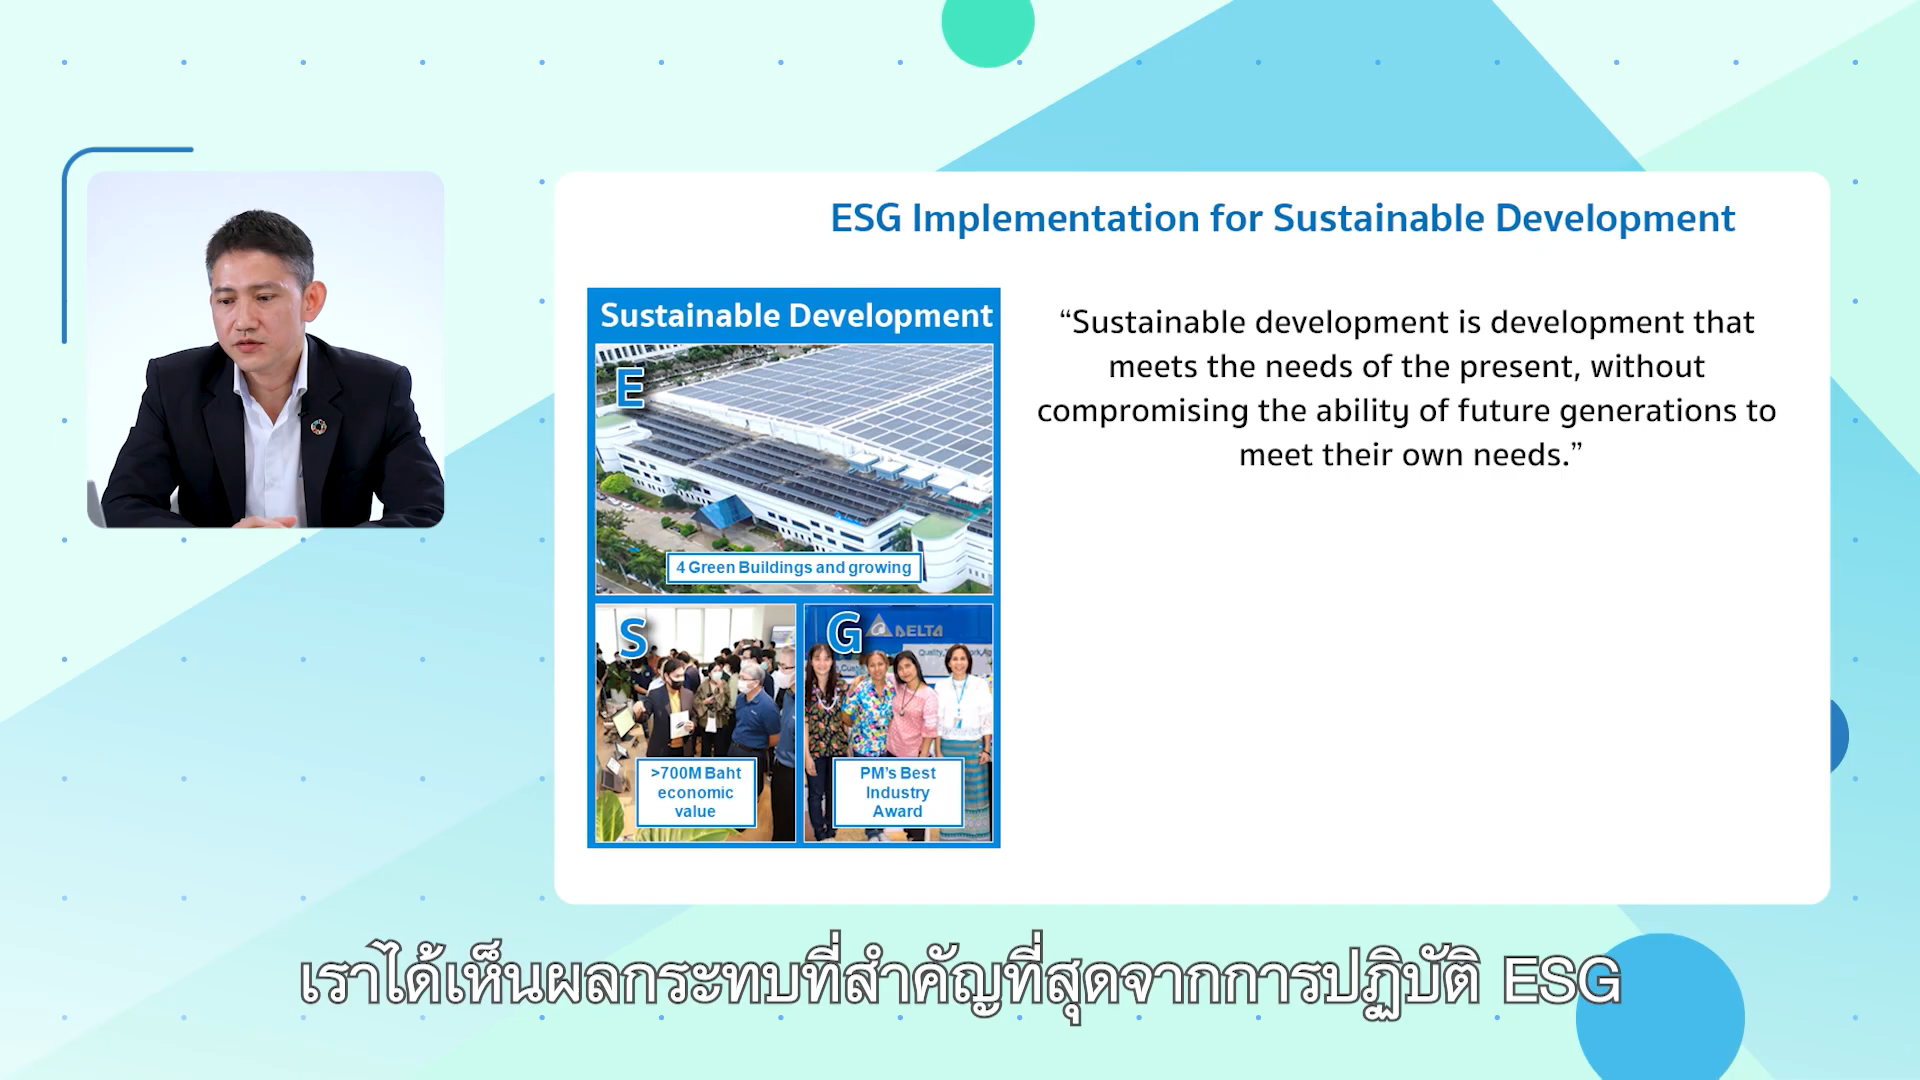 ESG Implementation for Sustainable Development
Sustainable Development
E
4 Green Buildings and growing
S
>700M Baht
economic
value
G
DELTA
PM's Best
Industry
Award
“Sustainable development is development that
meets the needs of the present, without
compromising the ability of future generations to
meet their own needs.”
เราได้เห็นผลกระทบที่สำคัญที่สุดจากการปฏิบัติ ESG